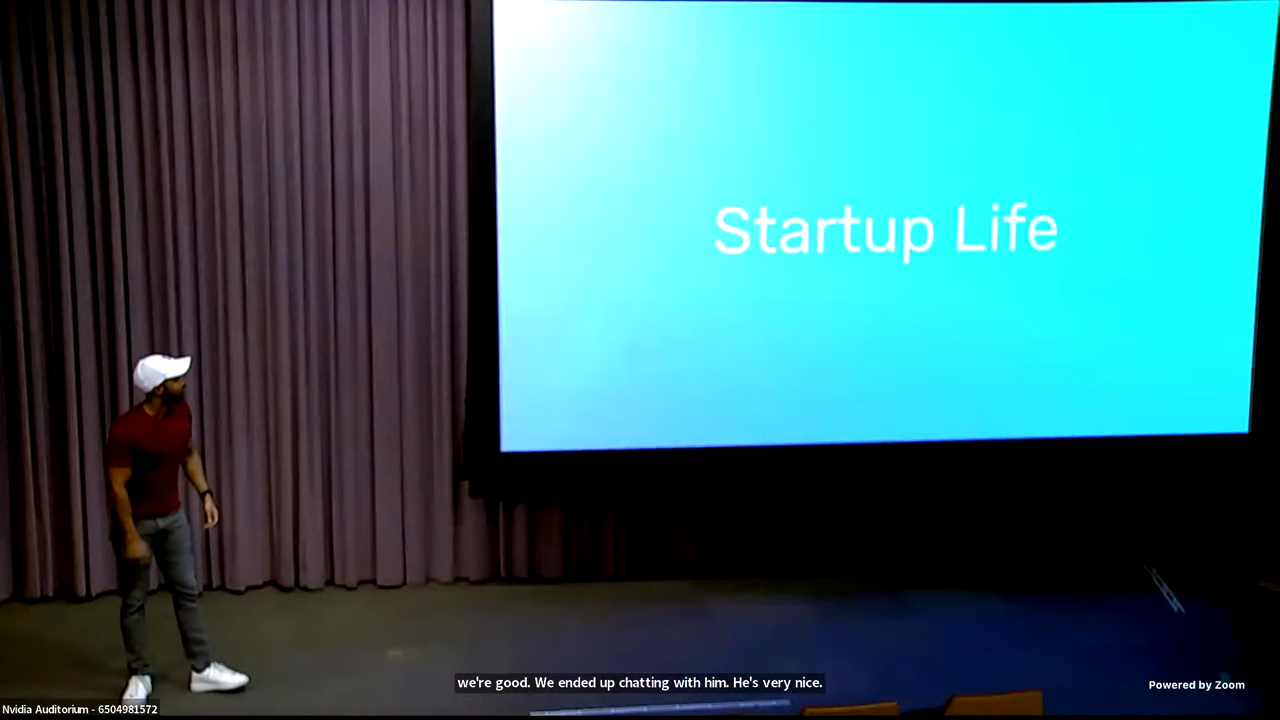 Startup Life
we're good. We ended up chatting with him. He's very nice.
Powered by Zoom
Nvidia Auditorium - 6504981572